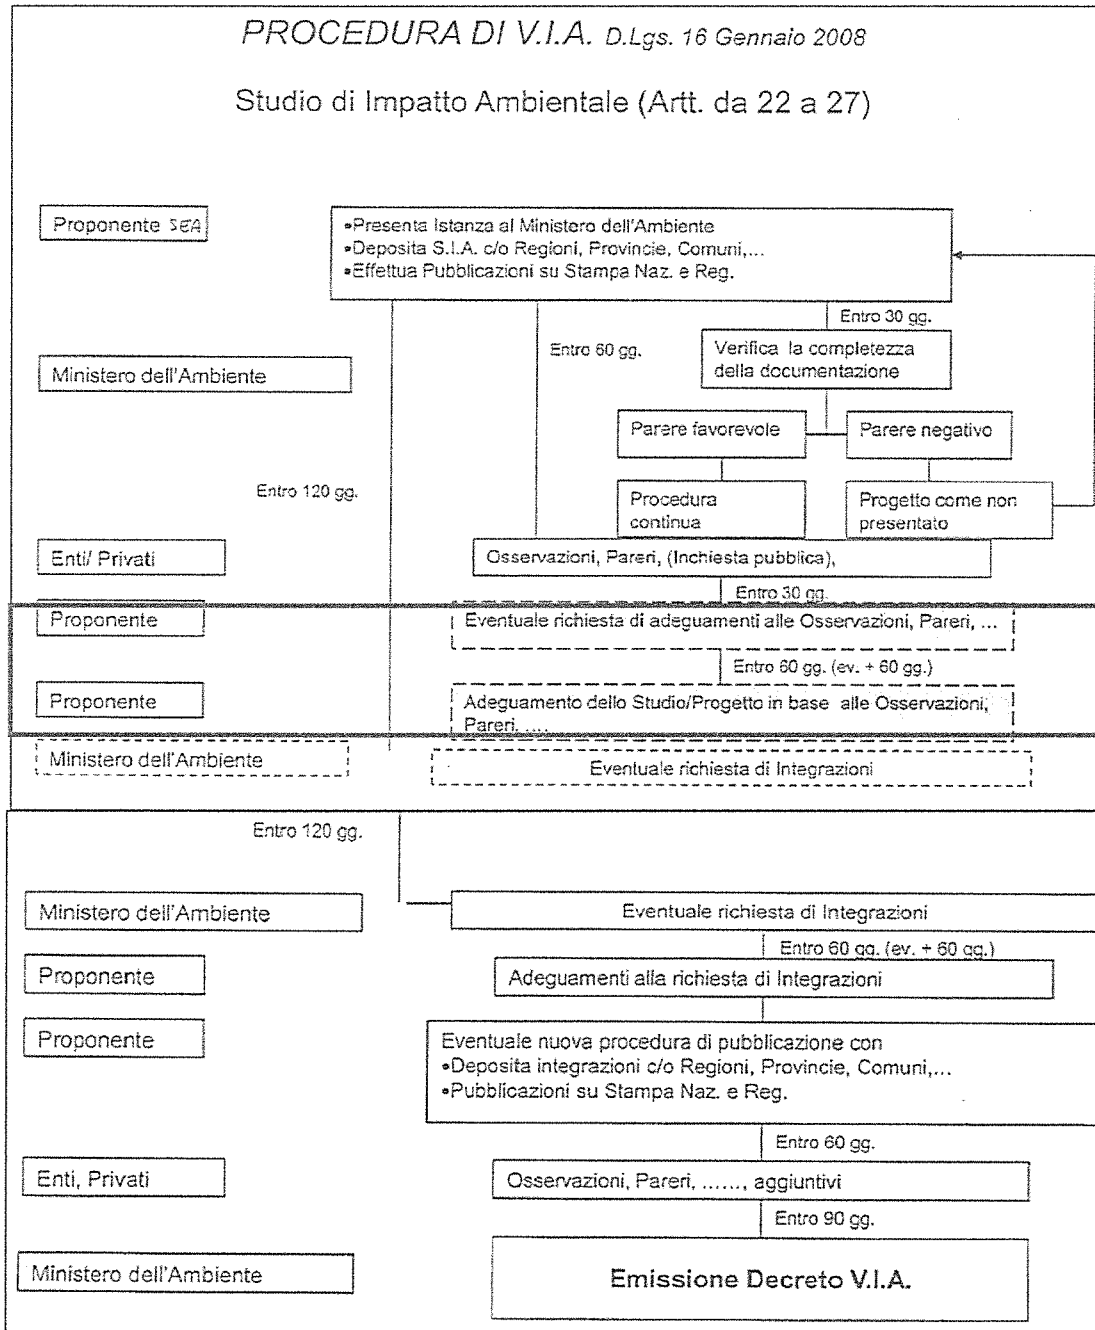 PROCEDURA DI V.I.A. D.Lgs. 16 Gennaio 2008
Studio di Impatto Ambientale (Artt. da 22 a 27)
Proponente SEA
•Presenta Istanza al Ministero dell'Ambiente
•Deposita S.I.A. c/o Regioni, Provincie, Comuni,...
•Effettua Pubblicazioni su Stampa Naz. e Reg.
Entro 30 gg.
Entro 60 gg.
Verifica la completezza
della documentazione
Ministero dell'Ambiente
Parere favorevole
Parere negativo
Entro 120 gg.
Procedura
continua
Progetto come non
presentato
Enti/ Privati
Osservazioni, Pareri, (Inchiesta pubblica),
Entro 30 gg.
Proponente
Eventuale richiesta di adeguamenti alle Osservazioni, Pareri, ...
Entro 60 gg. (ev. + 60 gg.)
Proponente
Adeguamento dello Studio/Progetto in base alle Osservazioni,
Pareri, ....
Ministero dell'Ambiente
Eventuale richiesta di Integrazioni
Entro 120 gg.
Ministero dell'Ambiente
Eventuale richiesta di Integrazioni
Entro 60 gg. (ev. + 60 gg.)
Proponente
Adeguamenti alla richiesta di Integrazioni
Proponente
Eventuale nuova procedura di pubblicazione con
•Deposita integrazioni c/o Regioni, Provincie, Comuni,...
•Pubblicazioni su Stampa Naz. e Reg.
Entro 60 gg.
Enti, Privati
Osservazioni, Pareri, ......, aggiuntivi
Entro 90 gg.
Ministero dell'Ambiente
Emissione Decreto V.I.A.